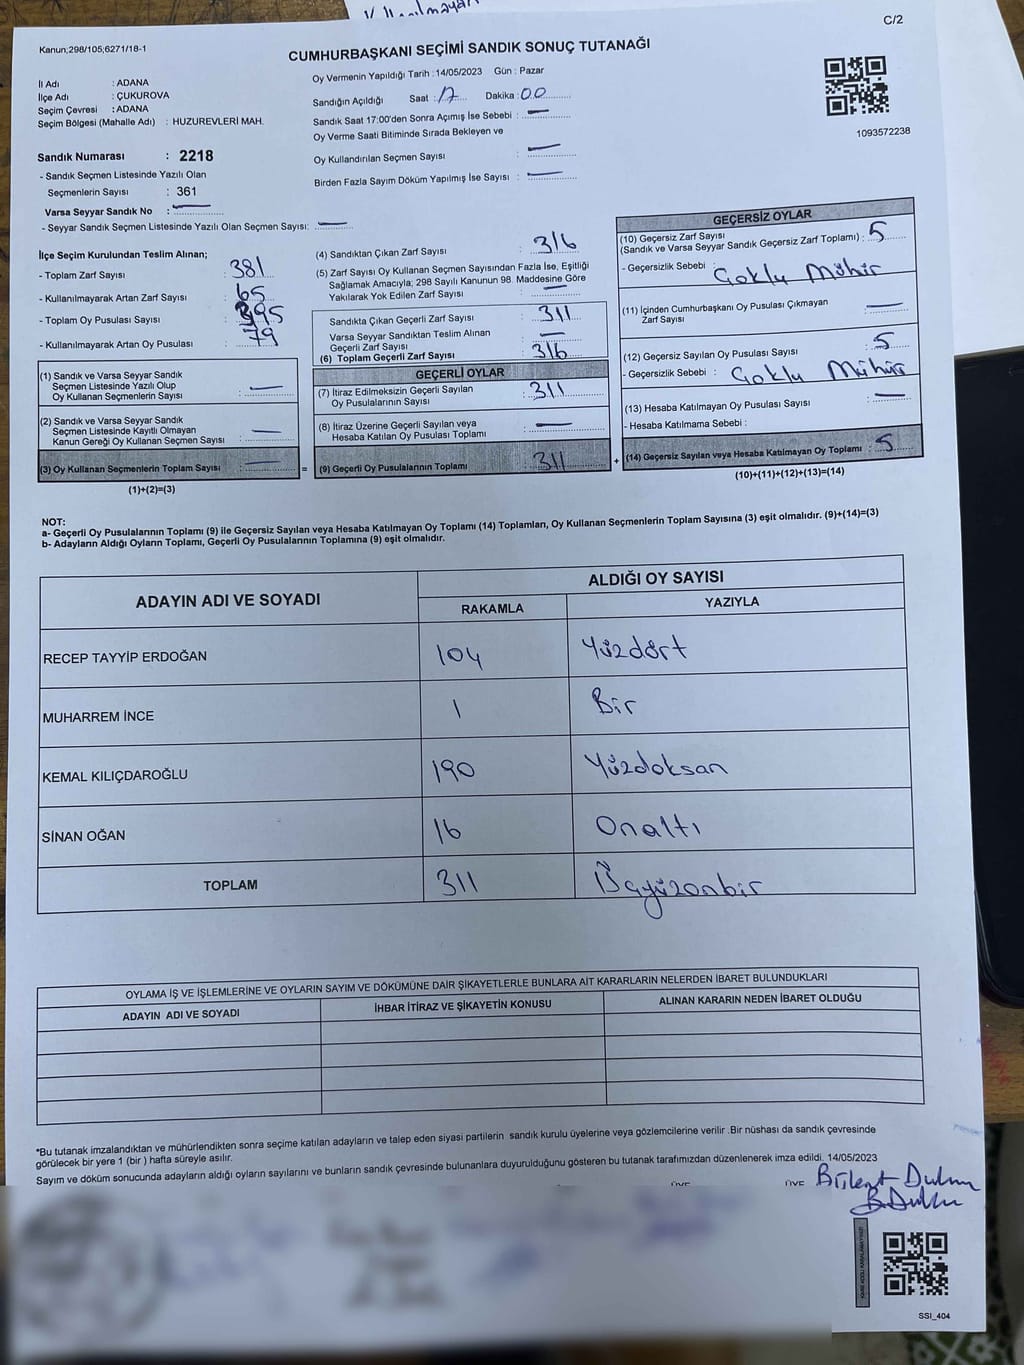 C/2
Kanun;298/105;6271/18-1
CUMHURBAŞKANI SEÇİMİ SANDIK SONUÇ TUTANAĞI
İl Adı : ADANA
İlçe Adı : ÇUKUROVA
Seçim Çevresi : ADANA
Seçim Bölgesi (Mahalle Adı) : HUZUREVLERİ MAH.
Sandık Numarası : 2218
- Sandık Seçmen Listesinde Yazılı Olan
Seçmenlerin Sayısı : 361
Varsa Seyyar Sandık No :
- Seyyar Sandık Seçmen Listesinde Yazılı Olan Seçmen Sayısı:
Oy Vermenin Yapıldığı Tarih : 14/05/2023 Gün : Pazar
Sandığın Açıldığı Saat : 17 Dakika : 00
Sandık Saat 17:00'den Sonra Açımış İse Sebebi :
Oy Verme Saati Bitiminde Sırada Bekleyen ve
Oy Kullandırılan Seçmen Sayısı :
Birden Fazla Sayım Döküm Yapılmış İse Sayısı :
1093572238
İlçe Seçim Kurulundan Teslim Alınan;
- Toplam Zarf Sayısı : 381
- Kullanılmayarak Artan Zarf Sayısı : 65
- Toplam Oy Pusulası Sayısı : 395
- Kullanılmayarak Artan Oy Pusulası : 79
(1) Sandık ve Varsa Seyyar Sandık
Seçmen Listesinde Yazılı Olup
Oy Kullanan Seçmenlerin Sayısı :
(2) Sandık ve Varsa Seyyar Sandık
Seçmen Listesinde Kayıtlı Olmayan
Kanun Gereği Oy Kullanan Seçmen Sayısı :
(3) Oy Kullanan Seçmenlerin Toplam Sayısı : =
(1)+(2)=(3)
(4) Sandıktan Çıkan Zarf Sayısı : 316
(5) Zarf Sayısı Oy Kullanan Seçmen Sayısından Fazla İse, Eşitliği
Sağlamak Amacıyla; 298 Sayılı Kanunun 98. Maddesine Göre
Yakılarak Yok Edilen Zarf Sayısı :
Sandıkta Çıkan Geçerli Zarf Sayısı : 311
Varsa Seyyar Sandıktan Teslim Alınan
Geçerli Zarf Sayısı :
(6) Toplam Geçerli Zarf Sayısı : 316
GEÇERLİ OYLAR
(7) İtiraz Edilmeksizin Geçerli Sayılan
Oy Pusulalarının Sayısı : 311
(8) İtiraz Üzerine Geçerli Sayılan veya
Hesaba Katılan Oy Pusulası Toplamı :
(9) Geçerli Oy Pusulalarının Toplamı : 311 +
GEÇERSİZ OYLAR
(10) Geçersiz Zarf Sayısı
(Sandık ve Varsa Seyyar Sandık Geçersiz Zarf Toplamı) : 5
- Geçersizlik Sebebi : Çoklu Mühür
(11) İçinden Cumhurbaşkanı Oy Pusulası Çıkmayan
Zarf Sayısı :
(12) Geçersiz Sayılan Oy Pusulası Sayısı : 5
- Geçersizlik Sebebi : Çoklu Mühür
(13) Hesaba Katılmayan Oy Pusulası Sayısı :
- Hesaba Katılmama Sebebi :
(14) Geçersiz Sayılan veya Hesaba Katılmayan Oy Toplamı : 5
(10)+(11)+(12)+(13)=(14)
NOT:
a- Geçerli Oy Pusulalarının Toplamı (9) ile Geçersiz Sayılan veya Hesaba Katılmayan Oy Toplamı (14) Toplamları, Oy Kullanan Seçmenlerin Toplam Sayısına (3) eşit olmalıdır. (9)+(14)=(3)
b- Adayların Aldığı Oyların Toplamı, Geçerli Oy Pusulalarının Toplamına (9) eşit olmalıdır.
ADAYIN ADI VE SOYADI ALDIĞI OY SAYISI
RAKAMLA YAZIYLA
RECEP TAYYİP ERDOĞAN 104 Yüzdört
MUHARREM İNCE 1 Bir
KEMAL KILIÇDAROĞLU 190 Yüzdoksan
SİNAN OĞAN 16 Onaltı
TOPLAM 311 Üçyüzonbir
OYLAMA İŞ VE İŞLEMLERİNE VE OYLARIN SAYIM VE DÖKÜMÜNE DAİR ŞİKAYETLERLE BUNLARA AİT KARARLARIN NELERDEN İBARET BULUNDUKLARI
ADAYIN ADI VE SOYADI İHBAR İTİRAZ VE ŞİKAYETİN KONUSU ALINAN KARARIN NEDEN İBARET OLDUĞU
*Bu tutanak imzalandıktan ve mühürlendikten sonra seçime katılan adayların ve talep eden siyasi partilerin sandık kurulu üyelerine veya gözlemcilerine verilir .Bir nüshası da sandık çevresinde
görülecek bir yere 1 (bir ) hafta süreyle asılır.
Sayım ve döküm sonucunda adayların aldığı oyların sayılarını ve bunların sandık çevresinde bulunanlara duyurulduğunu gösteren bu tutanak tarafımızdan düzenlenerek imza edildi. 14/05/2023
ÜYE ÜYE Bülent
SSI_404